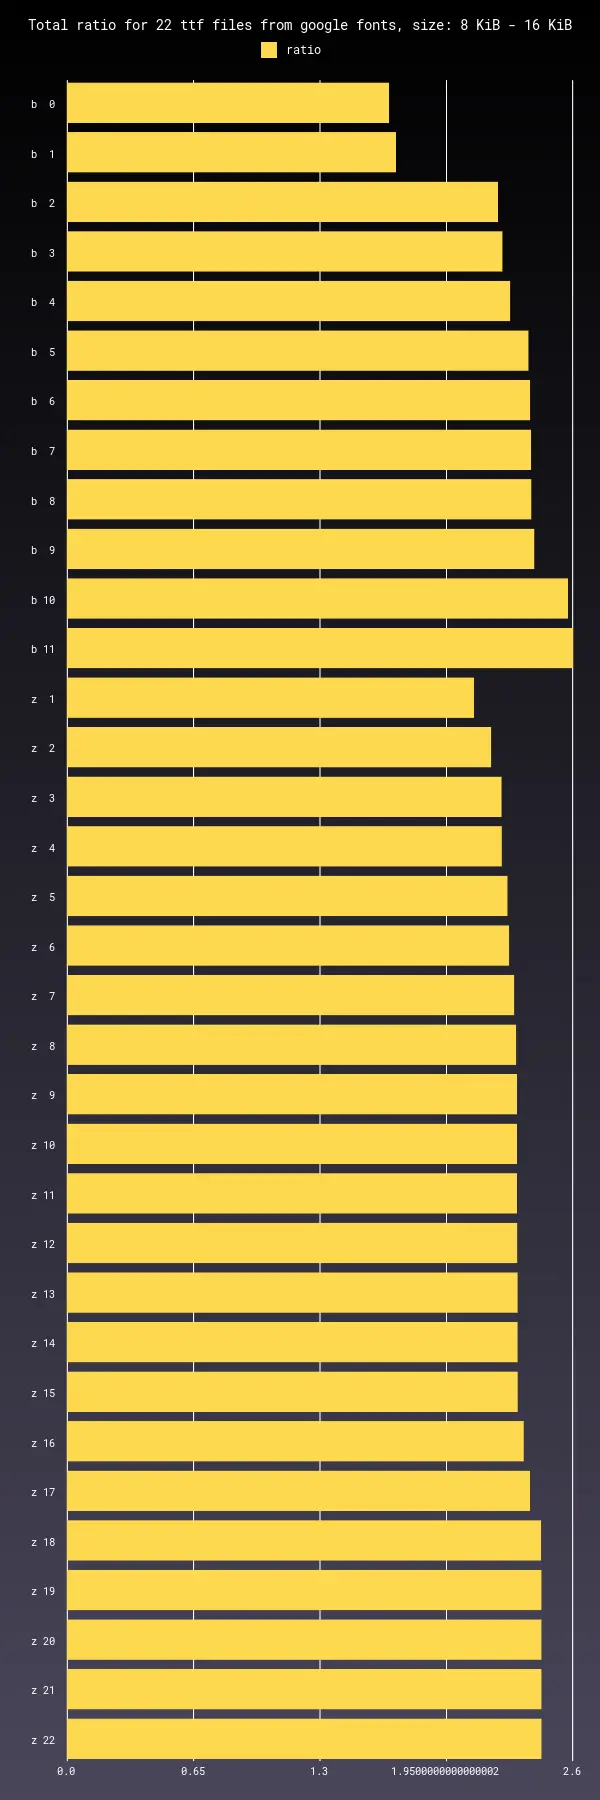 Total ratio for 22 ttf files from google fonts, size: 8 KiB - 16 KiB
ratio
b 0
b 1
b 2
b 3
b 4
b 5
b 6
b 7
b 8
b 9
b 10
b 11
z 1
z 2
z 3
z 4
z 5
z 6
z 7
z 8
z 9
z 10
z 11
z 12
z 13
z 14
z 15
z 16
z 17
z 18
z 19
z 20
z 21
z 22
0.0 0.65 1.3 1.9500000000000002 2.6